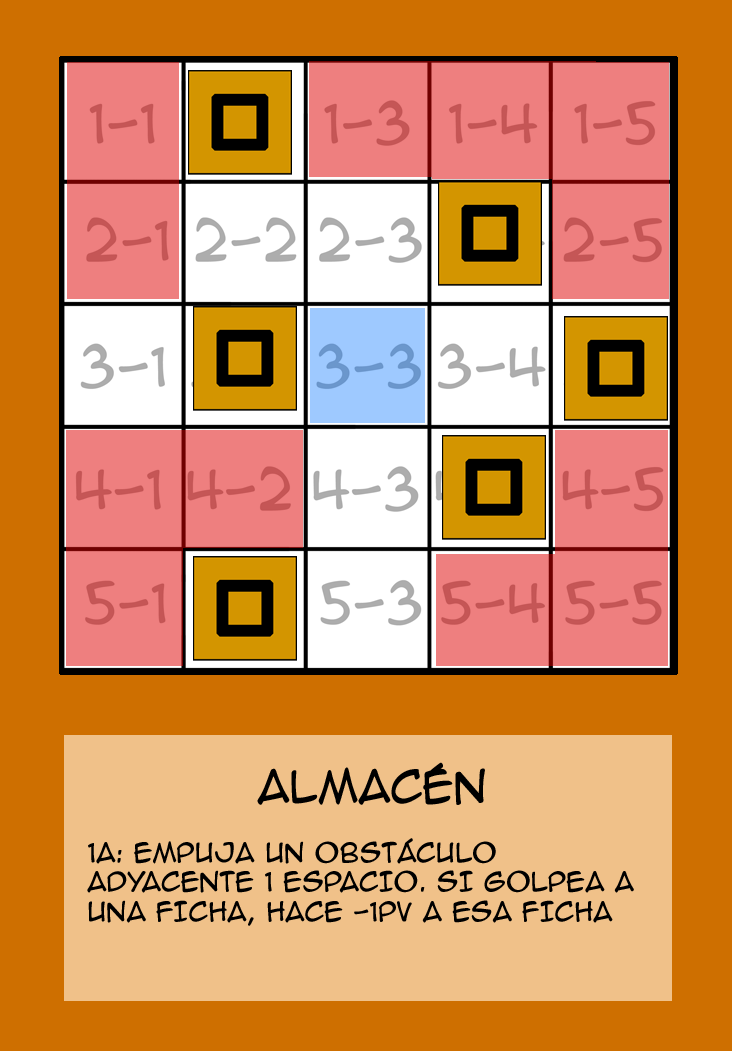 1-1 1-3 1-4 1-5
2-1 2-2 2-3 2-5
3-1 3-3 3-4
4-1 4-2 4-3 4-5
5-1 5-3 5-4 5-5
ALMACÉN
1A: EMPUJA UN OBSTÁCULO
ADYACENTE 1 ESPACIO. SI GOLPEA A
UNA FICHA, HACE -1PV A ESA FICHA